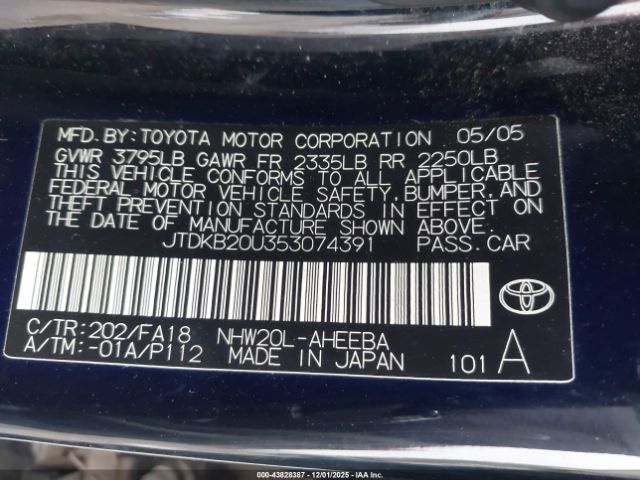 MFD. BY: TOYOTA MOTOR CORPORATION 05/05
GVWR 3795LB GAWR FR 2335LB RR 2250LB
THIS VEHICLE CONFORMS TO ALL APPLICABLE
FEDERAL MOTOR VEHICLE SAFETY, BUMPER, AND
THEFT PREVENTION STANDARDS IN EFFECT ON
THE DATE OF MANUFACTURE SHOWN ABOVE.
JTDKB20U353074391 PASS. CAR
C/TR: 202/FA18 NHW20L-AHEEBA
A/TM: -01A/P112 MADE IN JAPAN 101 A
000-43828387 • 12/01/2025 • IAAI.com